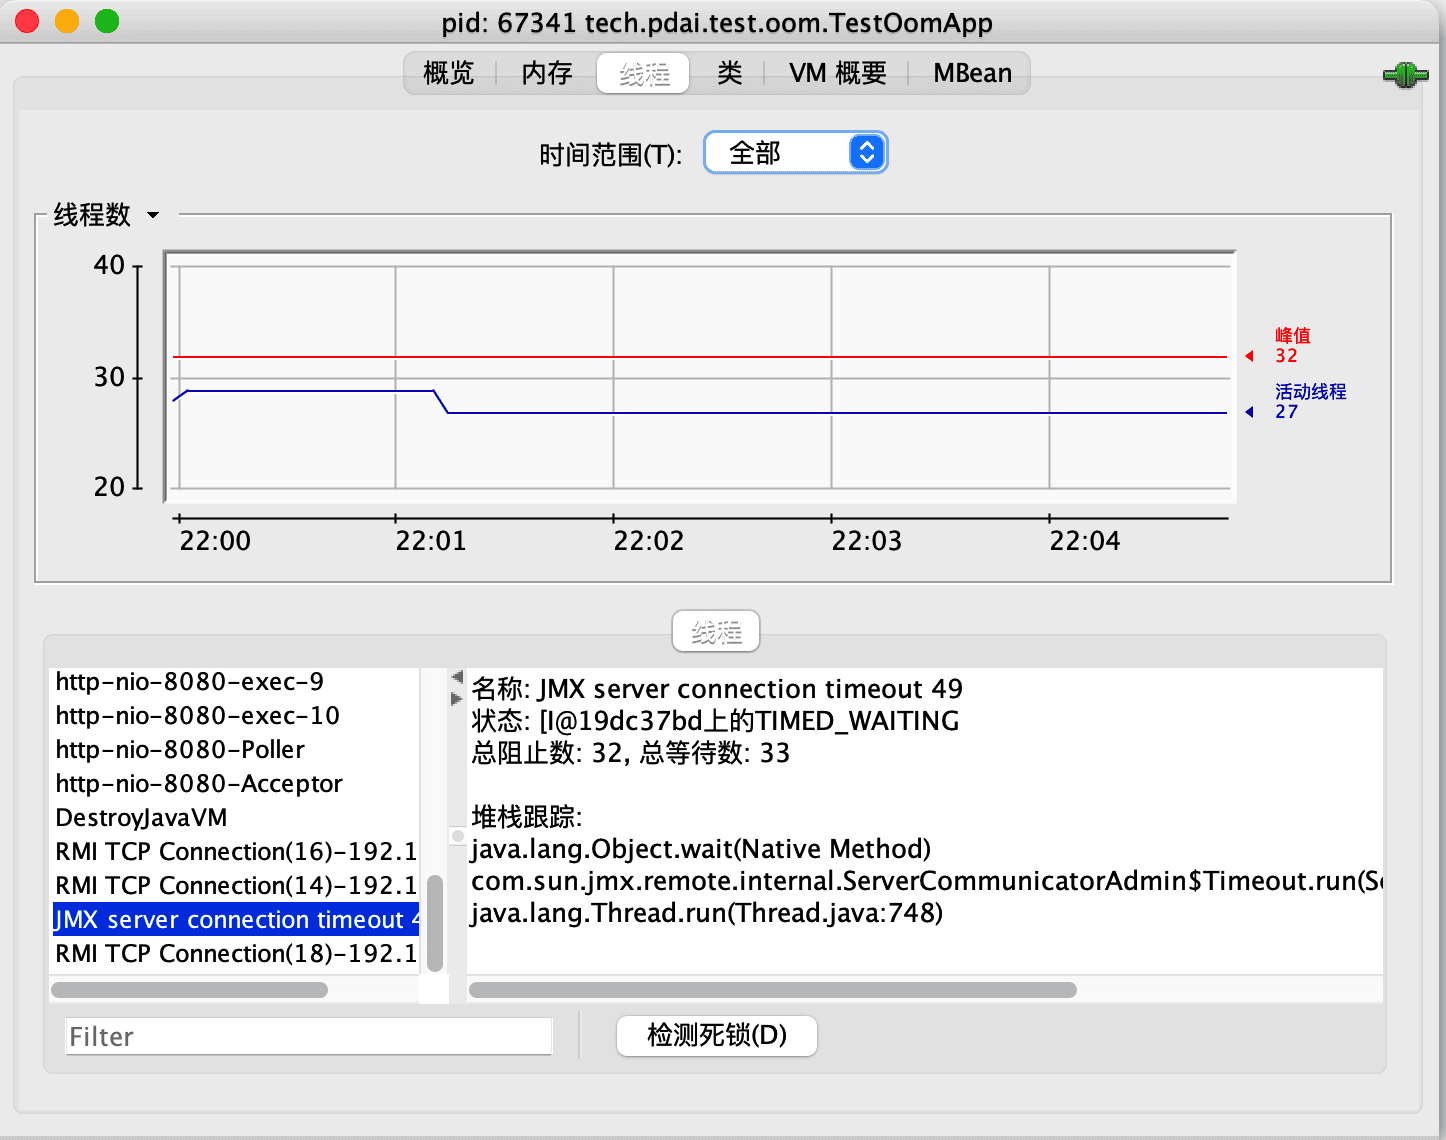 pid: 67341 tech.pdai.test.oom.TestOomApp
概览 内存 线程 类 VM 概要 MBean
时间范围(T): 全部
线程数
40
30
20
峰值
32
活动线程
27
22:00 22:01 22:02 22:03 22:04
线程
http-nio-8080-exec-9
http-nio-8080-exec-10
http-nio-8080-Poller
http-nio-8080-Acceptor
DestroyJavaVM
RMI TCP Connection(16)-192.1
RMI TCP Connection(14)-192.1
JMX server connection timeout 4
RMI TCP Connection(18)-192.1
名称: JMX server connection timeout 49
状态: [I@19dc37bd上的TIMED_WAITING
总阻止数: 32, 总等待数: 33
堆栈跟踪:
java.lang.Object.wait(Native Method)
com.sun.jmx.remote.internal.ServerCommunicatorAdmin$Timeout.run(Se
java.lang.Thread.run(Thread.java:748)
Filter
检测死锁(D)